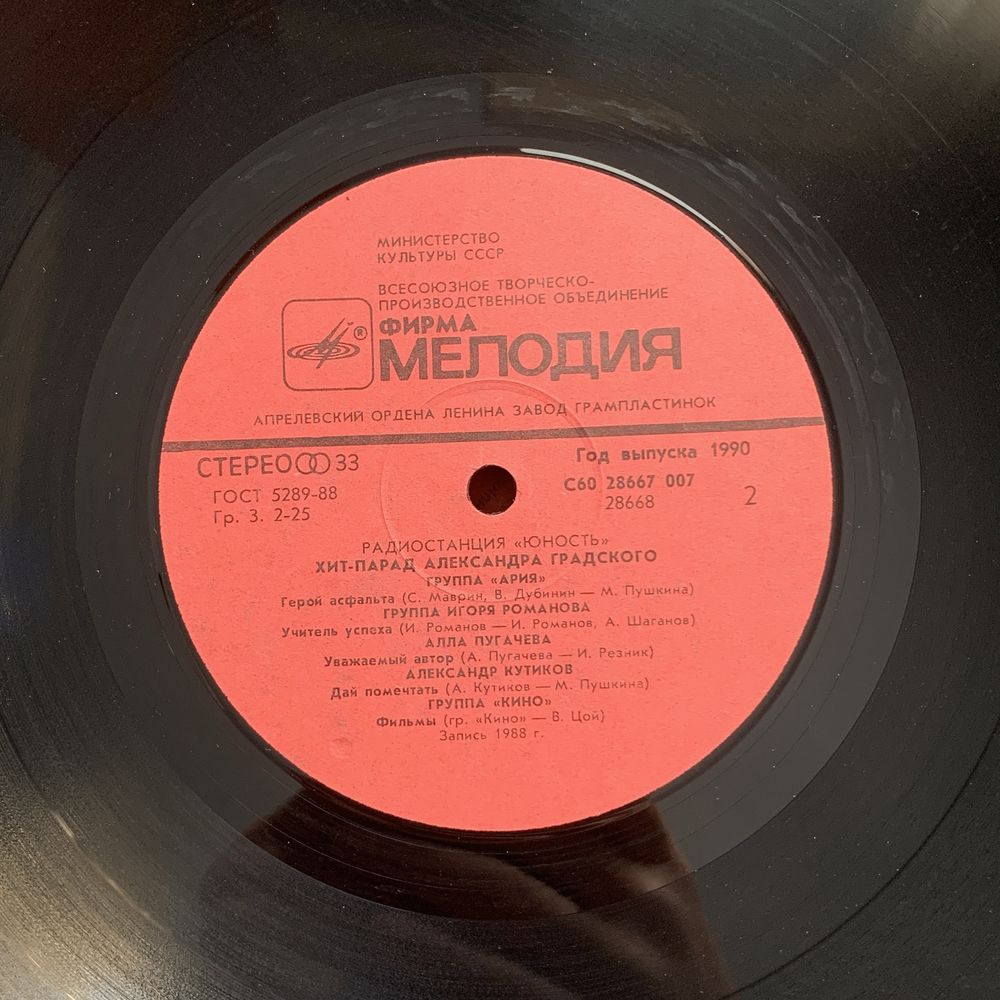 МИНИСТЕРСТВО
КУЛЬТУРЫ СССР
ВСЕСОЮЗНОЕ ТВОРЧЕСКО-
ПРОИЗВОДСТВЕННОЕ ОБЪЕДИНЕНИЕ
®
ФИРМА
МЕЛОДИЯ
АПРЕЛЕВСКИЙ ОРДЕНА ЛЕНИНА ЗАВОД ГРАМПЛАСТИНОК
СТЕРЕО 33
ГОСТ 5289-88
Гр. 3. 2-25
Год выпуска 1990
С60 28667 007
28668
2
РАДИОСТАНЦИЯ «ЮНОСТЬ»
ХИТ-ПАРАД АЛЕКСАНДРА ГРАДСКОГО
ГРУППА «АРИЯ»
Герой асфальта (С. Маврин, В. Дубинин — М. Пушкина)
ГРУППА ИГОРЯ РОМАНОВА
Учитель успеха (И. Романов — И. Романов, А. Шаганов)
АЛЛА ПУГАЧЕВА
Уважаемый автор (А. Пугачева — И. Резник)
АЛЕКСАНДР КУТИКОВ
Дай помечтать (А. Кутиков — М. Пушкина)
ГРУППА «КИНО»
Фильмы (гр. «Кино» — В. Цой)
Запись 1988 г.